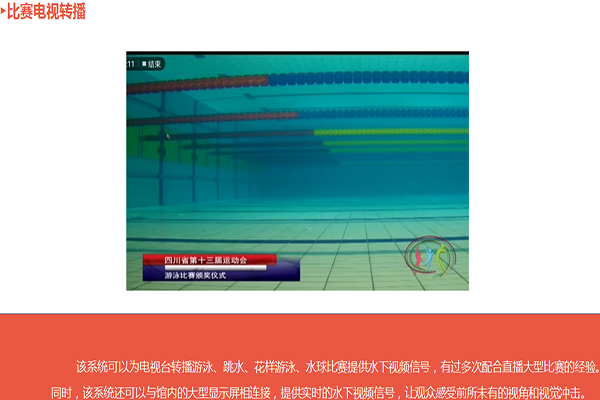 比赛电视转播
:11 ■ 结束
四川省第十三届运动会
游泳比赛颁奖仪式
该系统可以为电视台转播游泳、跳水、花样游泳、水球比赛提供水下视频信号，有过多次配合直播大型比赛的经验。
同时，该系统还可以与馆内的大型显示屏相连接，提供实时的水下视频信号，让观众感受前所未有的视角和视觉冲击。